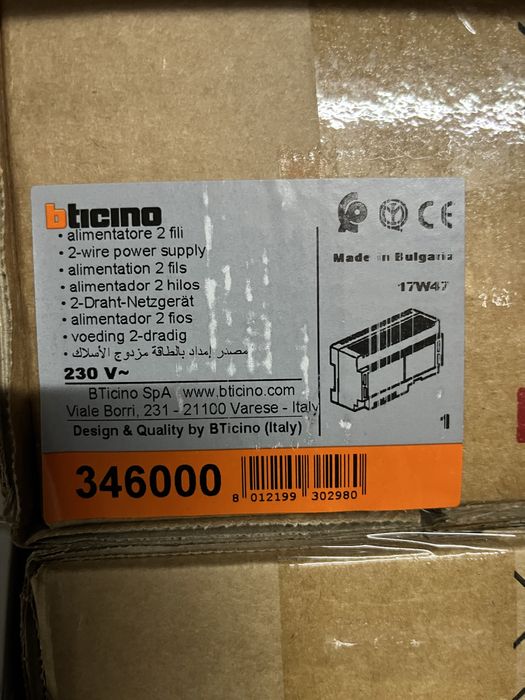 bticino
• alimentatore 2 fili
• 2-wire power supply
• alimentation 2 fils
• alimentador 2 hilos
• 2-Draht-Netzgerät
• alimentador 2 fios
• voeding 2-dradig
• مصدر إمداد بالطاقة مزدوج الأسلاك
230 V~
BTicino SpA www.bticino.com
Viale Borri, 231 - 21100 Varese - Italy
Design & Quality by BTicino (Italy)
CE
Made in Bulgaria
17W47
1
346000
8 012199 302980